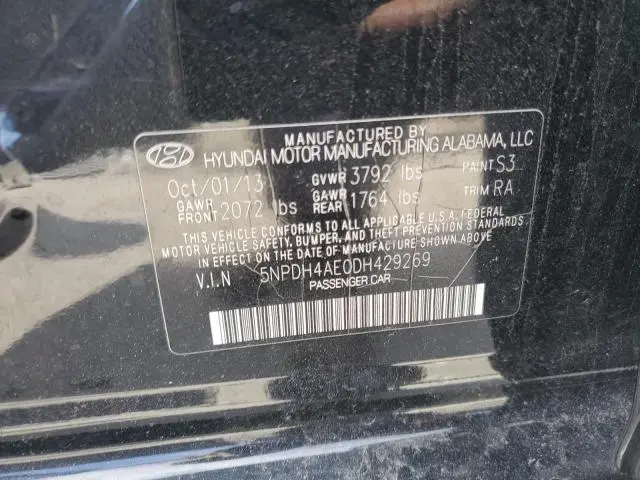 MANUFACTURED BY
HYUNDAI MOTOR MANUFACTURING ALABAMA, LLC
Oct/01/13 GVWR 3792 lbs PAINT S3
GAWR FRONT 2072 lbs GAWR REAR 1764 lbs TRIM RA
THIS VEHICLE CONFORMS TO ALL APPLICABLE U.S.A. FEDERAL
MOTOR VEHICLE SAFETY, BUMPER, AND THEFT PREVENTION STANDARDS
IN EFFECT ON THE DATE OF MANUFACTURE SHOWN ABOVE
V.I.N 5NPDH4AE0DH429269
PASSENGER CAR